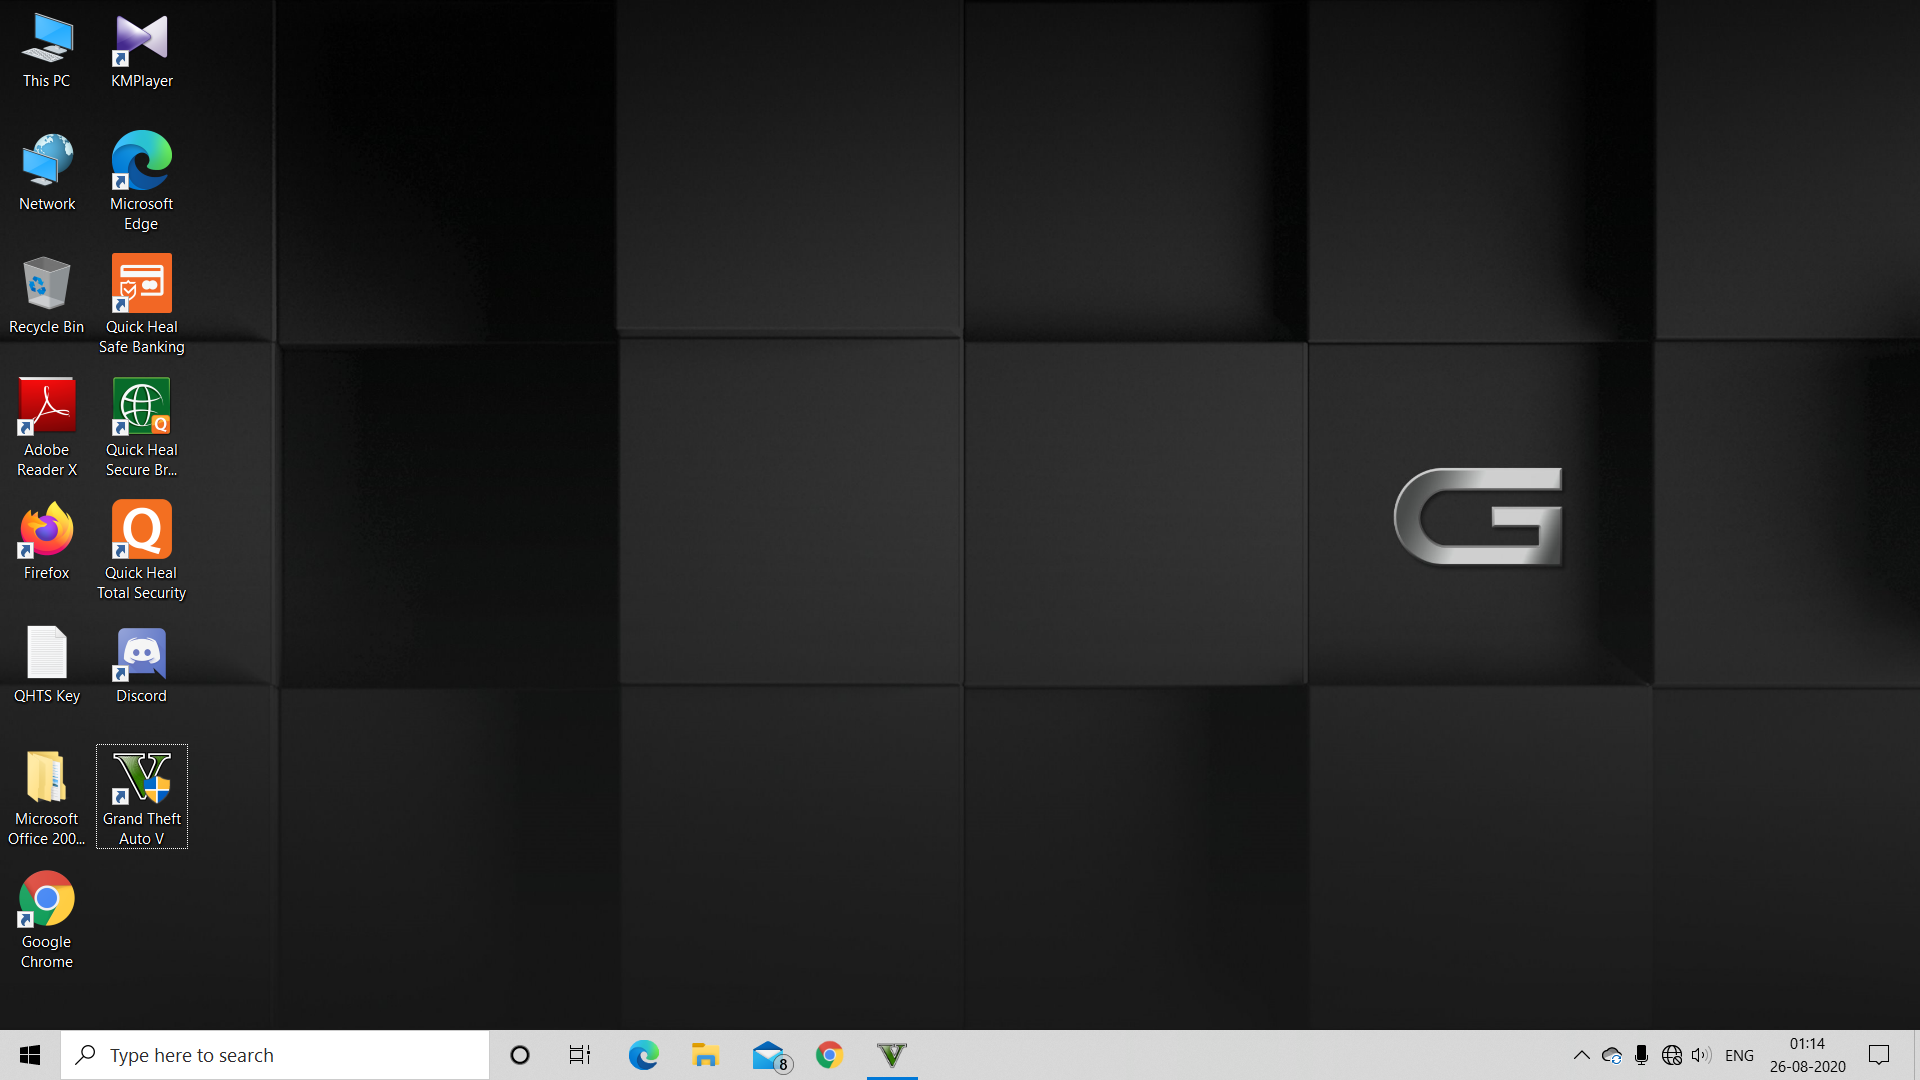 This PC
KMPlayer
Network
Microsoft
Edge
Recycle Bin
Quick Heal
Safe Banking
Adobe
Reader X
Quick Heal
Secure Br...
Firefox
Quick Heal
Total Security
QHTS Key
Discord
Microsoft
Office 200...
Grand Theft
Auto V
Google
Chrome
G
Type here to search
8
ENG
01:14
26-08-2020